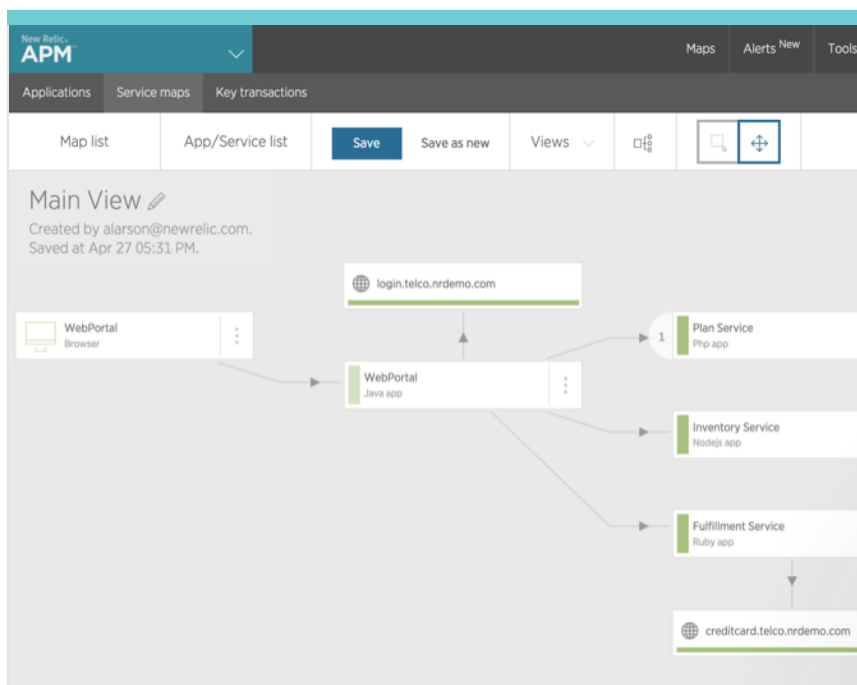 New Relic.
APM™
Maps
Alerts New
Tools
Applications
Service maps
Key transactions
Map list
App/Service list
Save
Save as new
Views
Main View
Created by alarson@newrelic.com.
Saved at Apr 27 05:31 PM.
login.telco.nrdemo.com
WebPortal
Browser
1
Plan Service
Php app
WebPortal
Java app
Inventory Service
Nodejs app
Fulfillment Service
Ruby app
creditcard.telco.nrdemo.com